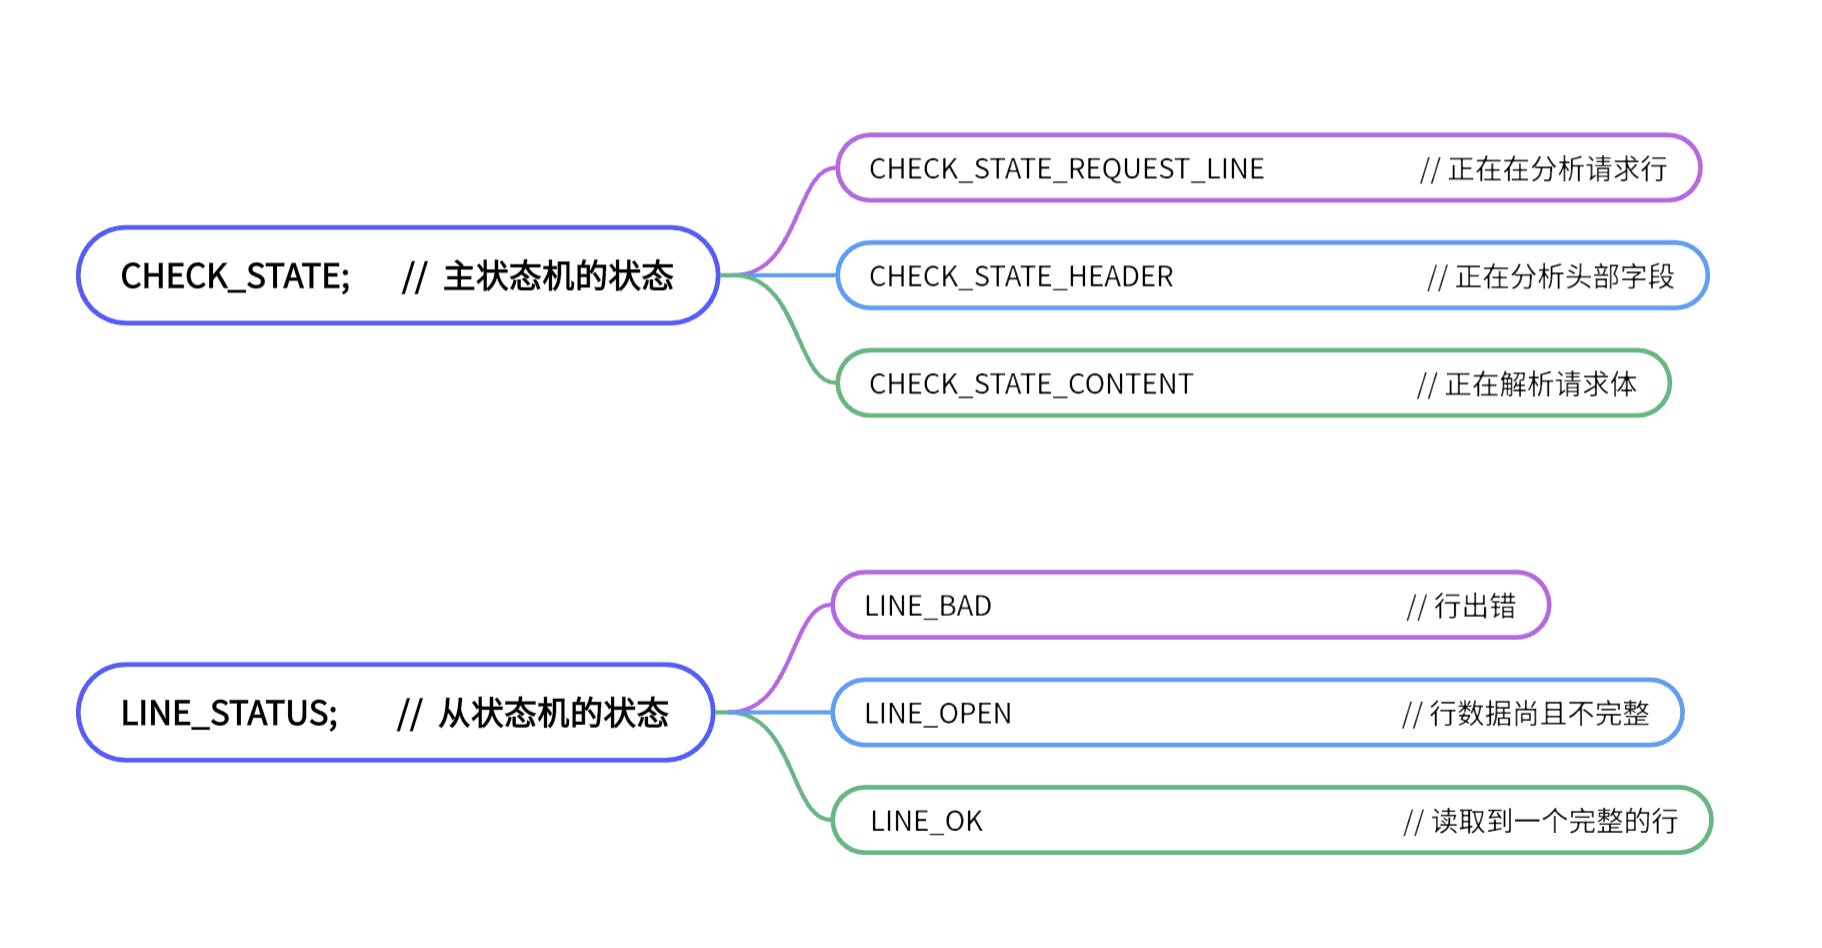 CHECK_STATE_REQUEST_LINE // 正在在分析请求行
CHECK_STATE; // 主状态机的状态
CHECK_STATE_HEADER // 正在分析头部字段
CHECK_STATE_CONTENT // 正在解析请求体
LINE_BAD // 行出错
LINE_STATUS; // 从状态机的状态
LINE_OPEN // 行数据尚且不完整
LINE_OK // 读取到一个完整的行